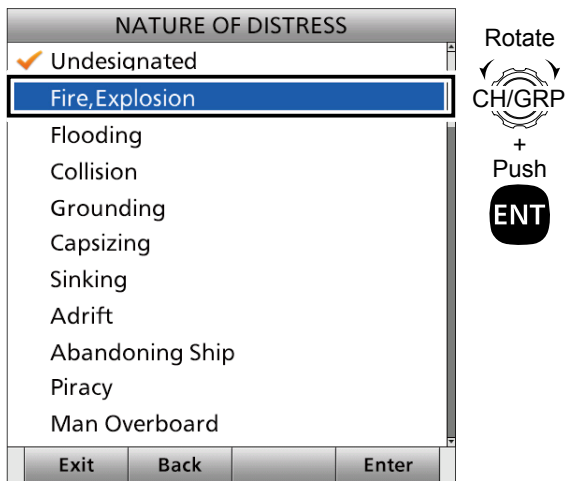 NATURE OF DISTRESS
Undesignated
Fire,Explosion
Flooding
Collision
Grounding
Capsizing
Sinking
Adrift
Abandoning Ship
Piracy
Man Overboard
Exit Back Enter
Rotate
CH/GRP
+
Push
ENT